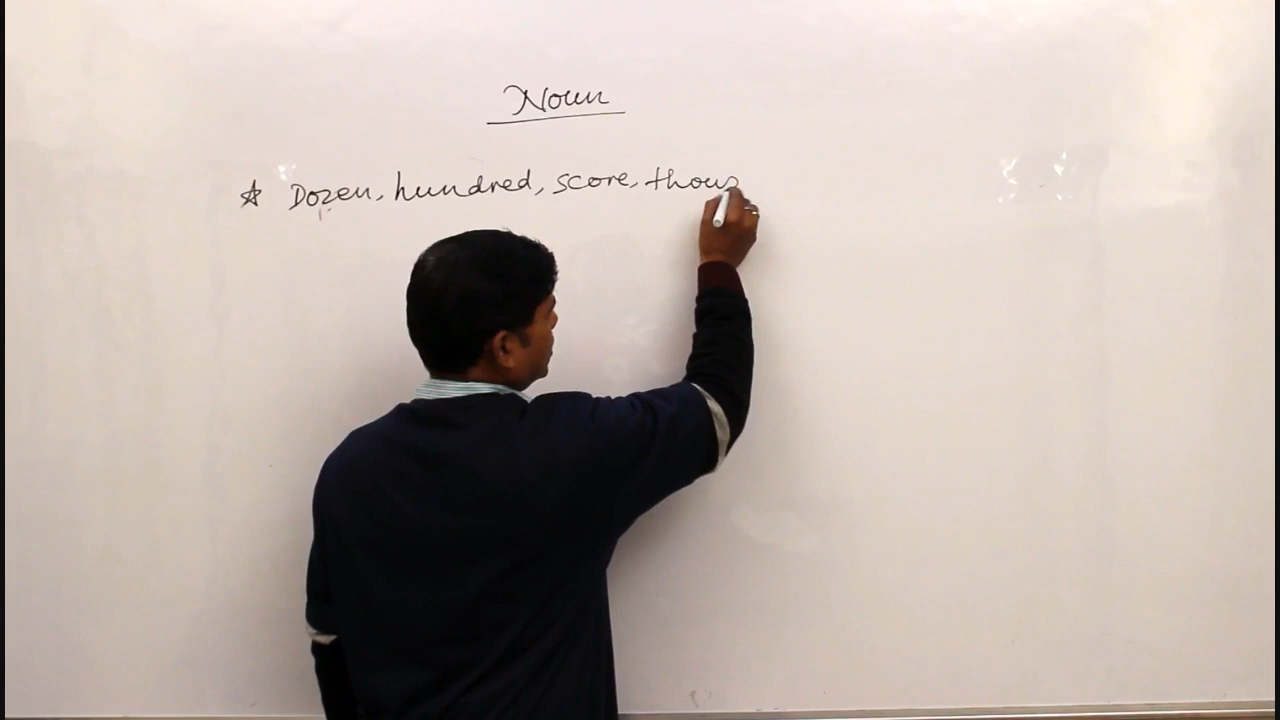 Noun
☆ Dozen, hundred, score, thous